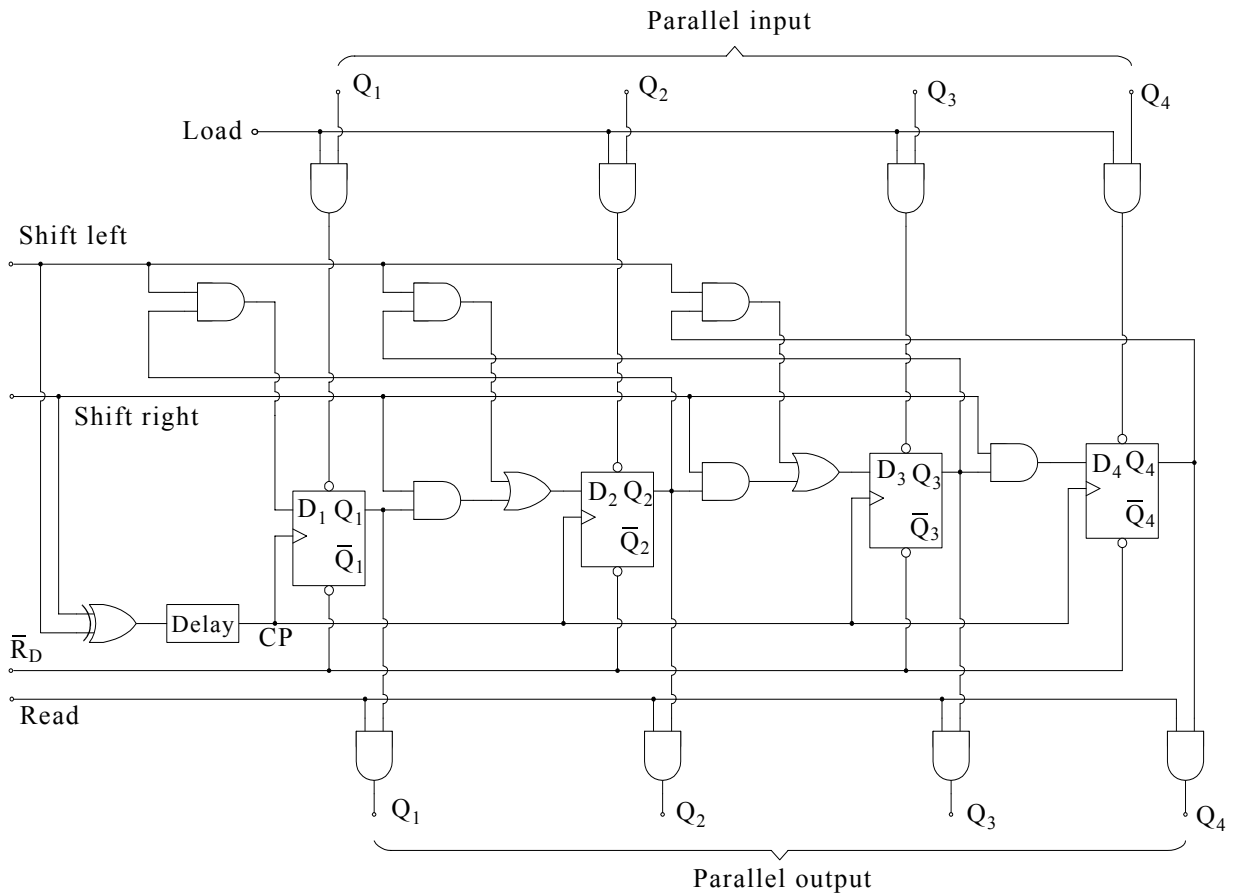 Parallel input
Q1
Q2
Q3
Q4
Load
Shift left
Shift right
D1 Q1
Q̅1
D2 Q2
Q̅2
D3 Q3
Q̅3
D4 Q4
Q̅4
Delay
CP
R̅D
Read
Q1
Q2
Q3
Q4
Parallel output